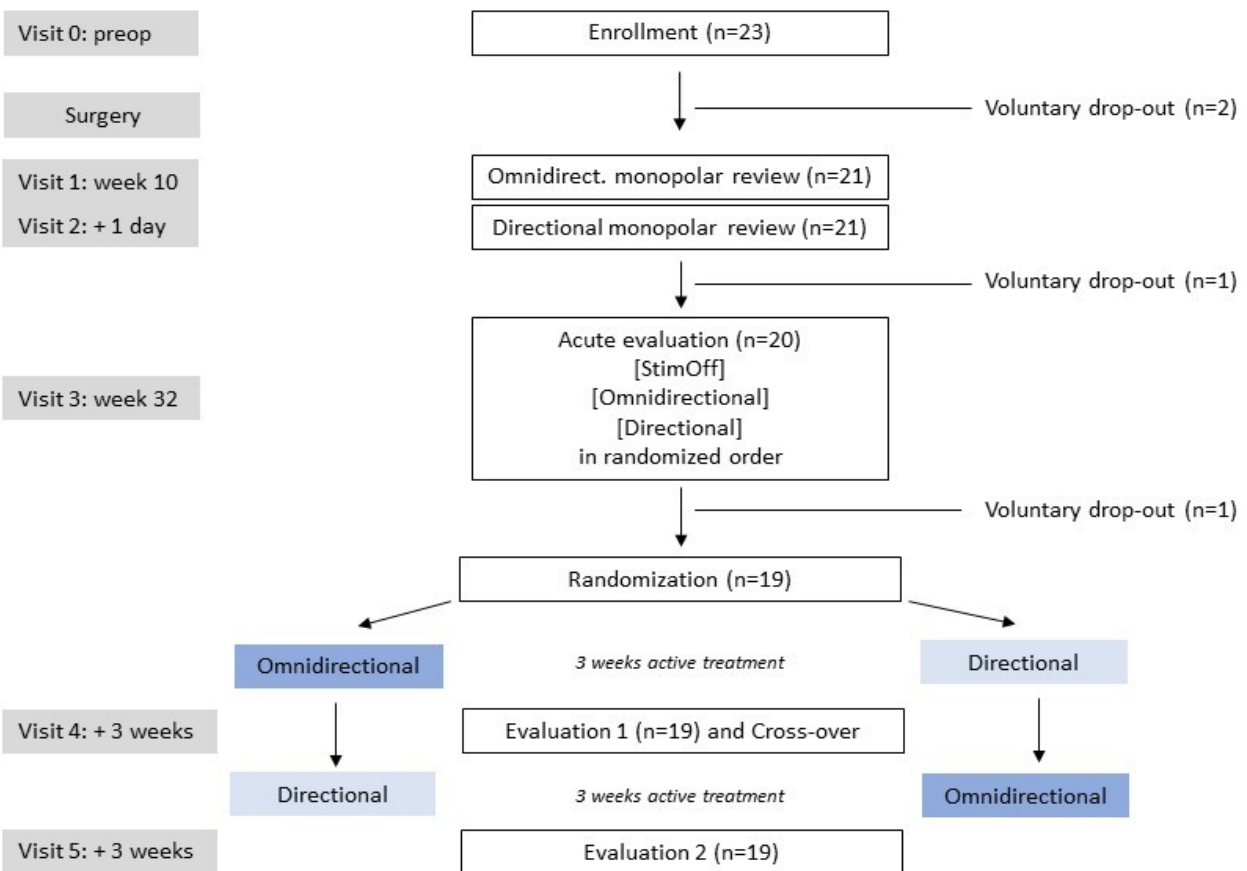 Visit 0: preop
Enrollment (n=23)
Surgery
Voluntary drop-out (n=2)
Visit 1: week 10
Omnidirect. monopolar review (n=21)
Visit 2: + 1 day
Directional monopolar review (n=21)
Voluntary drop-out (n=1)
Visit 3: week 32
Acute evaluation (n=20)
[StimOff]
[Omnidirectional]
[Directional]
in randomized order
Voluntary drop-out (n=1)
Randomization (n=19)
Omnidirectional
3 weeks active treatment
Directional
Visit 4: + 3 weeks
Evaluation 1 (n=19) and Cross-over
Directional
3 weeks active treatment
Omnidirectional
Visit 5: + 3 weeks
Evaluation 2 (n=19)